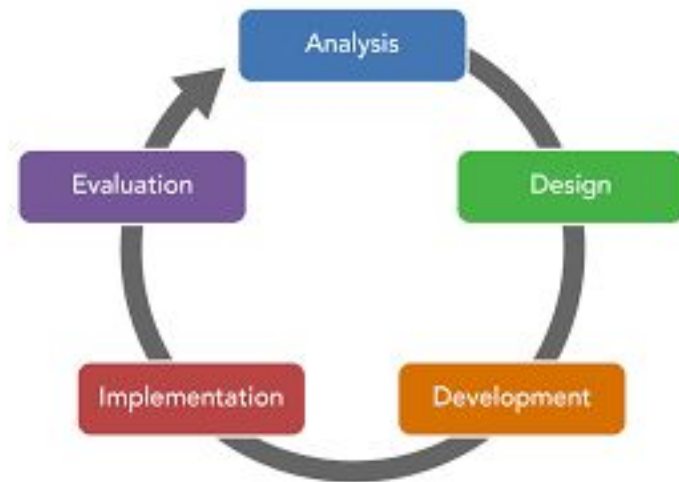 Analysis
Design
Development
Implementation
Evaluation